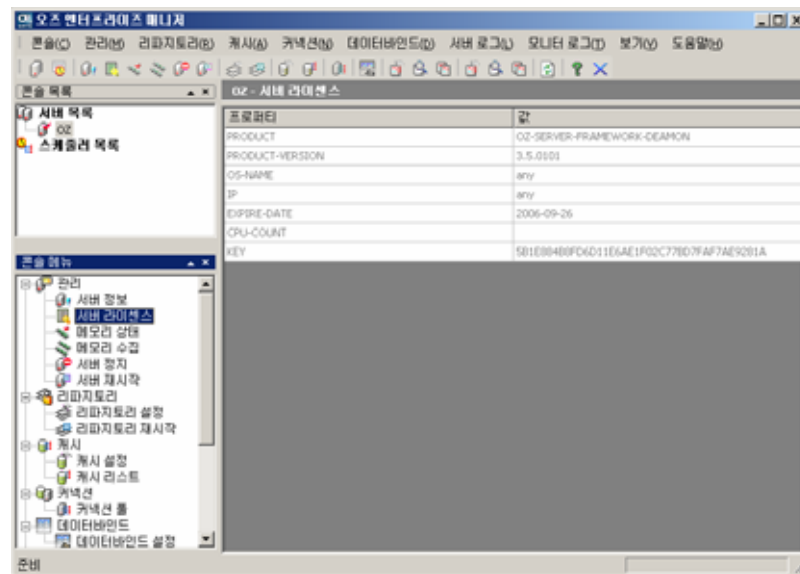 오즈 엔터프라이즈 매니저
콘솔(C) 관리(M) 리파지토리(R) 캐시(A) 커넥션(N) 데이터바인드(D) 서버 로그(L) 모니터 로그(T) 보기(V) 도움말(H)
콘솔 목록
서버 목록
OZ
스케줄러 목록
OZ - 서버 라이센스
프로퍼티 값
PRODUCT OZ-SERVER-FRAMEWORK-DEAMON
PRODUCT-VERSION 3.5.0101
OS-NAME any
IP any
EXPIRE-DATE 2006-09-26
CPU-COUNT
KEY
콘솔 메뉴
관리
서버 정보
서버 라이센스
메모리 상태
메모리 수집
서버 정지
서버 재시작
리파지토리
리파지토리 설정
리파지토리 재시작
캐시
캐시 설정
캐시 리스트
커넥션
커넥션 풀
데이터바인드
데이터바인드 설정
준비